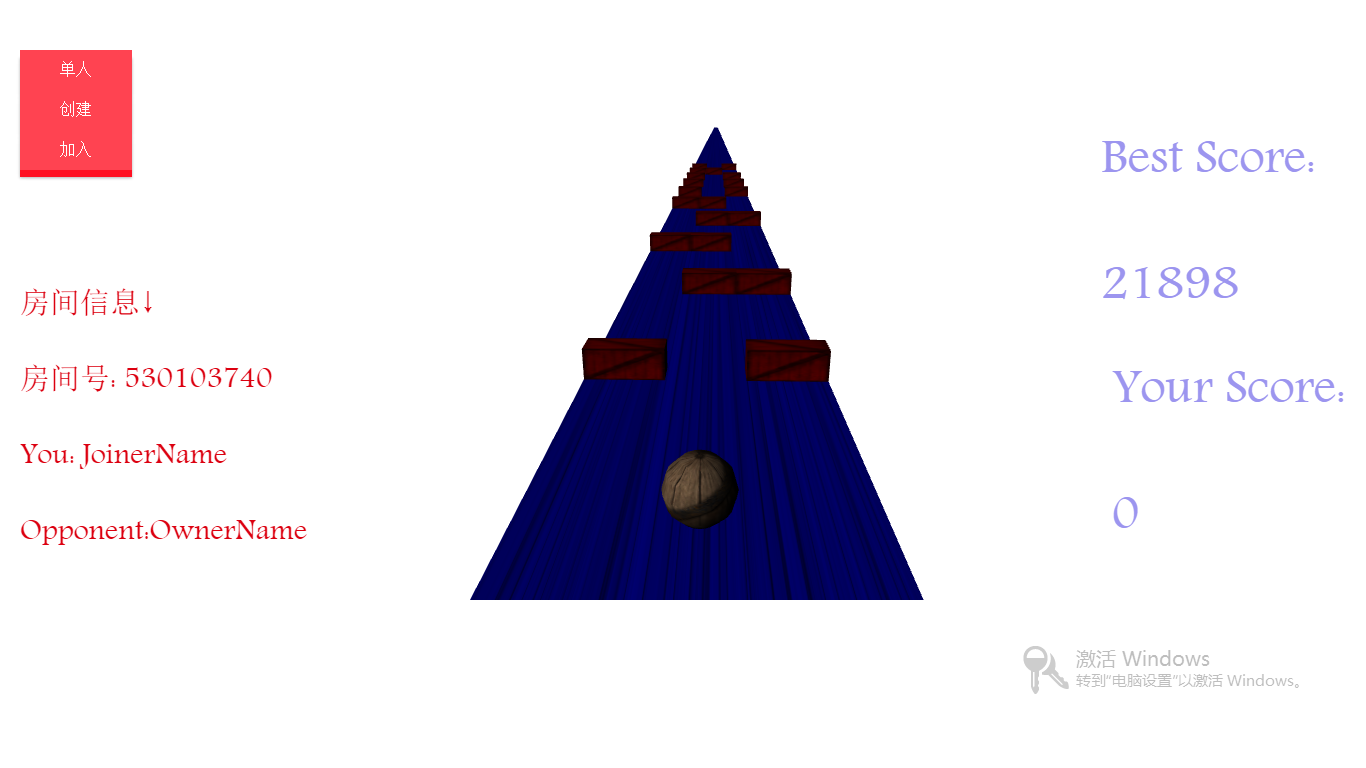 单人
创建
加入
房间信息↓
房间号: 530103740
You: JoinerName
Opponent:OwnerName
Best Score:
21898
Your Score:
0
激活 Windows
转到"电脑设置"以激活 Windows。